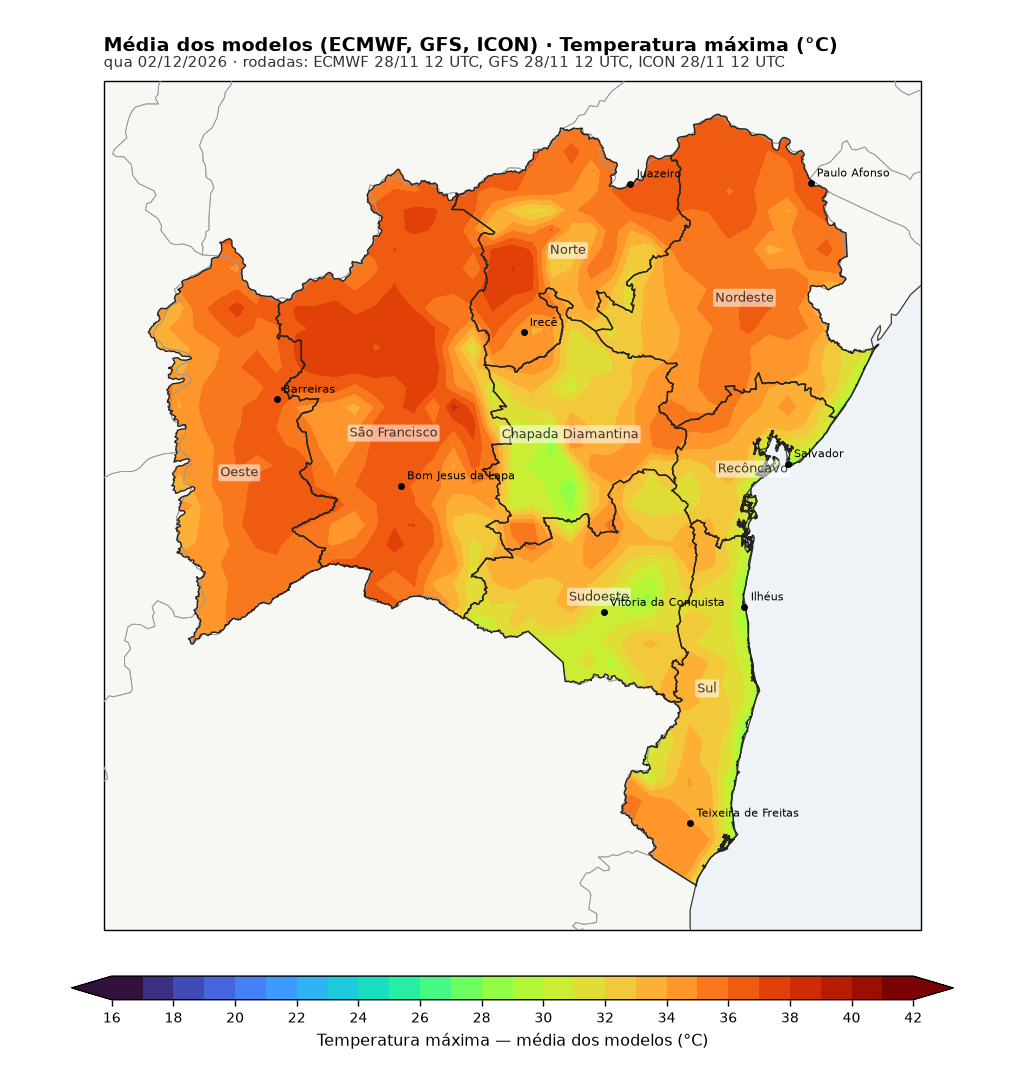 Média dos modelos (ECMWF, GFS, ICON) · Temperatura máxima (°C)
qua 02/12/2026 · rodadas: ECMWF 28/11 12 UTC, GFS 28/11 12 UTC, ICON 28/11 12 UTC
Juazeiro
Paulo Afonso
Norte
Nordeste
Irecê
Barreiras
São Francisco
Chapada Diamantina
Salvador
Recôncavo
Oeste
Bom Jesus da Lapa
Sudoeste
Vitória da Conquista
Ilhéus
Sul
Teixeira de Freitas
16 18 20 22 24 26 28 30 32 34 36 38 40 42
Temperatura máxima — média dos modelos (°C)